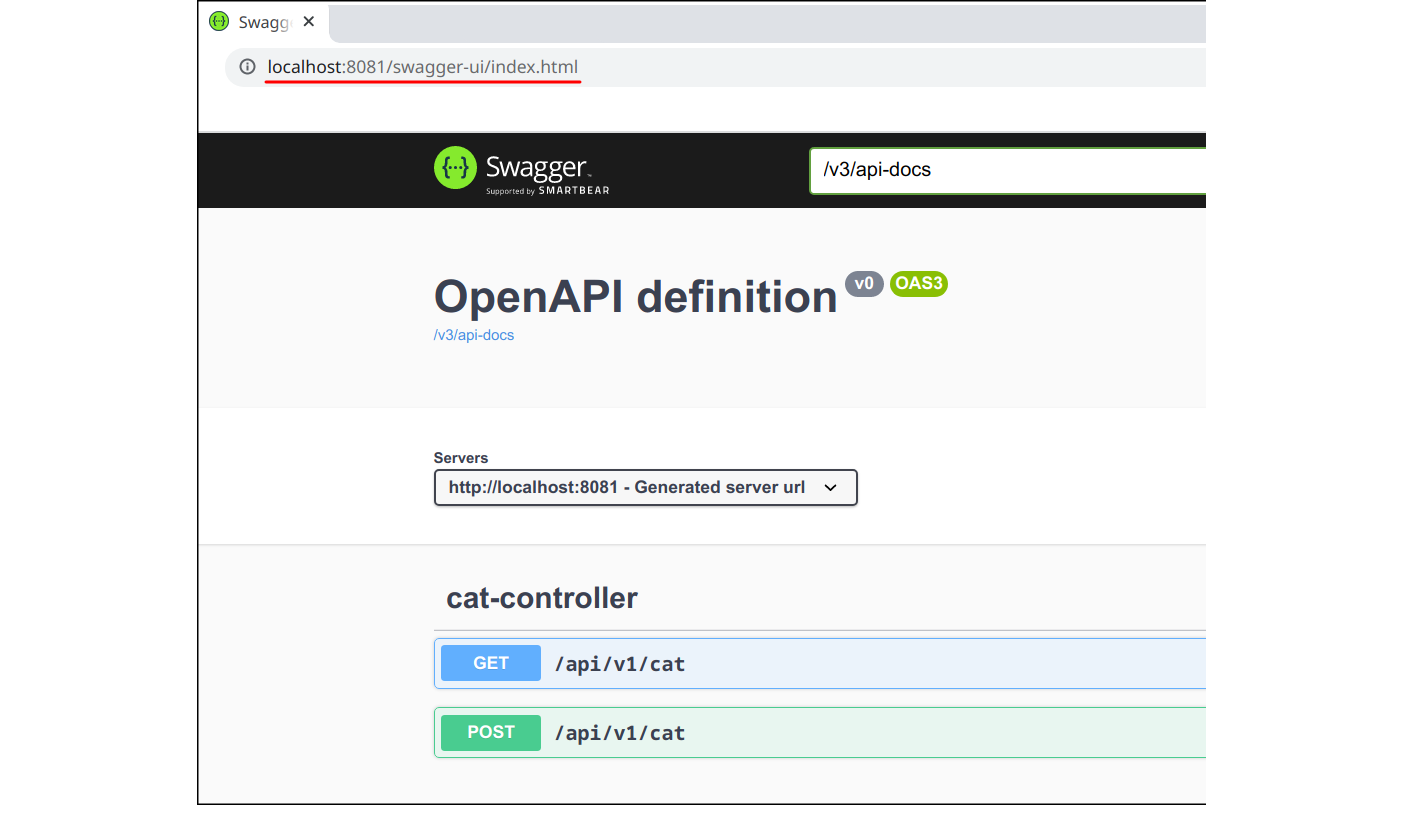 Swagg
localhost:8081/swagger-ui/index.html
Swagger
Supported by SMARTBEAR
/v3/api-docs
OpenAPI definition v0 OAS3
/v3/api-docs
Servers
http://localhost:8081 - Generated server url
cat-controller
GET /api/v1/cat
POST /api/v1/cat